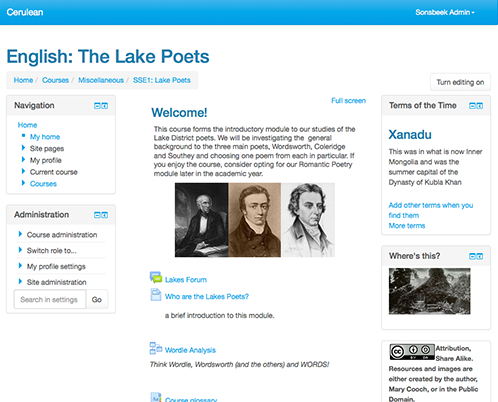 Cerulean
Sonsbeek Admin
English: The Lake Poets
Home / Courses / Miscellaneous / SSE1: Lake Poets
Turn editing on
Navigation
Home
My home
Site pages
My profile
Current course
Courses
Administration
Course administration
Switch role to...
My profile settings
Site administration
Search in settings
Go
Full screen
Welcome!
This course forms the introductory module to our studies of the
Lake District poets. We will be investigating the general
background to the three main poets, Wordsworth, Coleridge
and Southey and choosing one poem from each in particular. If
you enjoy the course, consider opting for our Romantic Poetry
module later in the academic year.
Lakes Forum
Who are the Lakes Poets?
a brief introduction to this module.
Wordle Analysis
Think Wordle, Wordsworth (and the others) and WORDS!
Course glossary
Terms of the Time
Xanadu
This was in what is now Inner
Mongolia and was the
summer capital of the
Dynasty of Kubla Khan
Add other terms when you
find them
More terms
Where's this?
CC BY SA
Attribution,
Share Alike.
Resources and images are
either created by the author,
Mary Cooch, or in the Public
Domain.